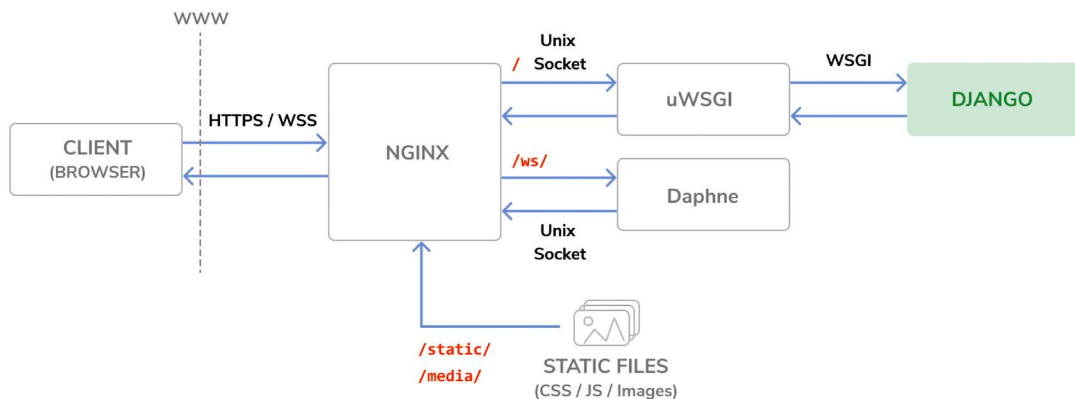 WWW
CLIENT
(BROWSER)
HTTPS / WSS
NGINX
/
Unix
Socket
uWSGI
WSGI
DJANGO
/ws/
Daphne
Unix
Socket
/static/
/media/
STATIC FILES
(CSS / JS / Images)